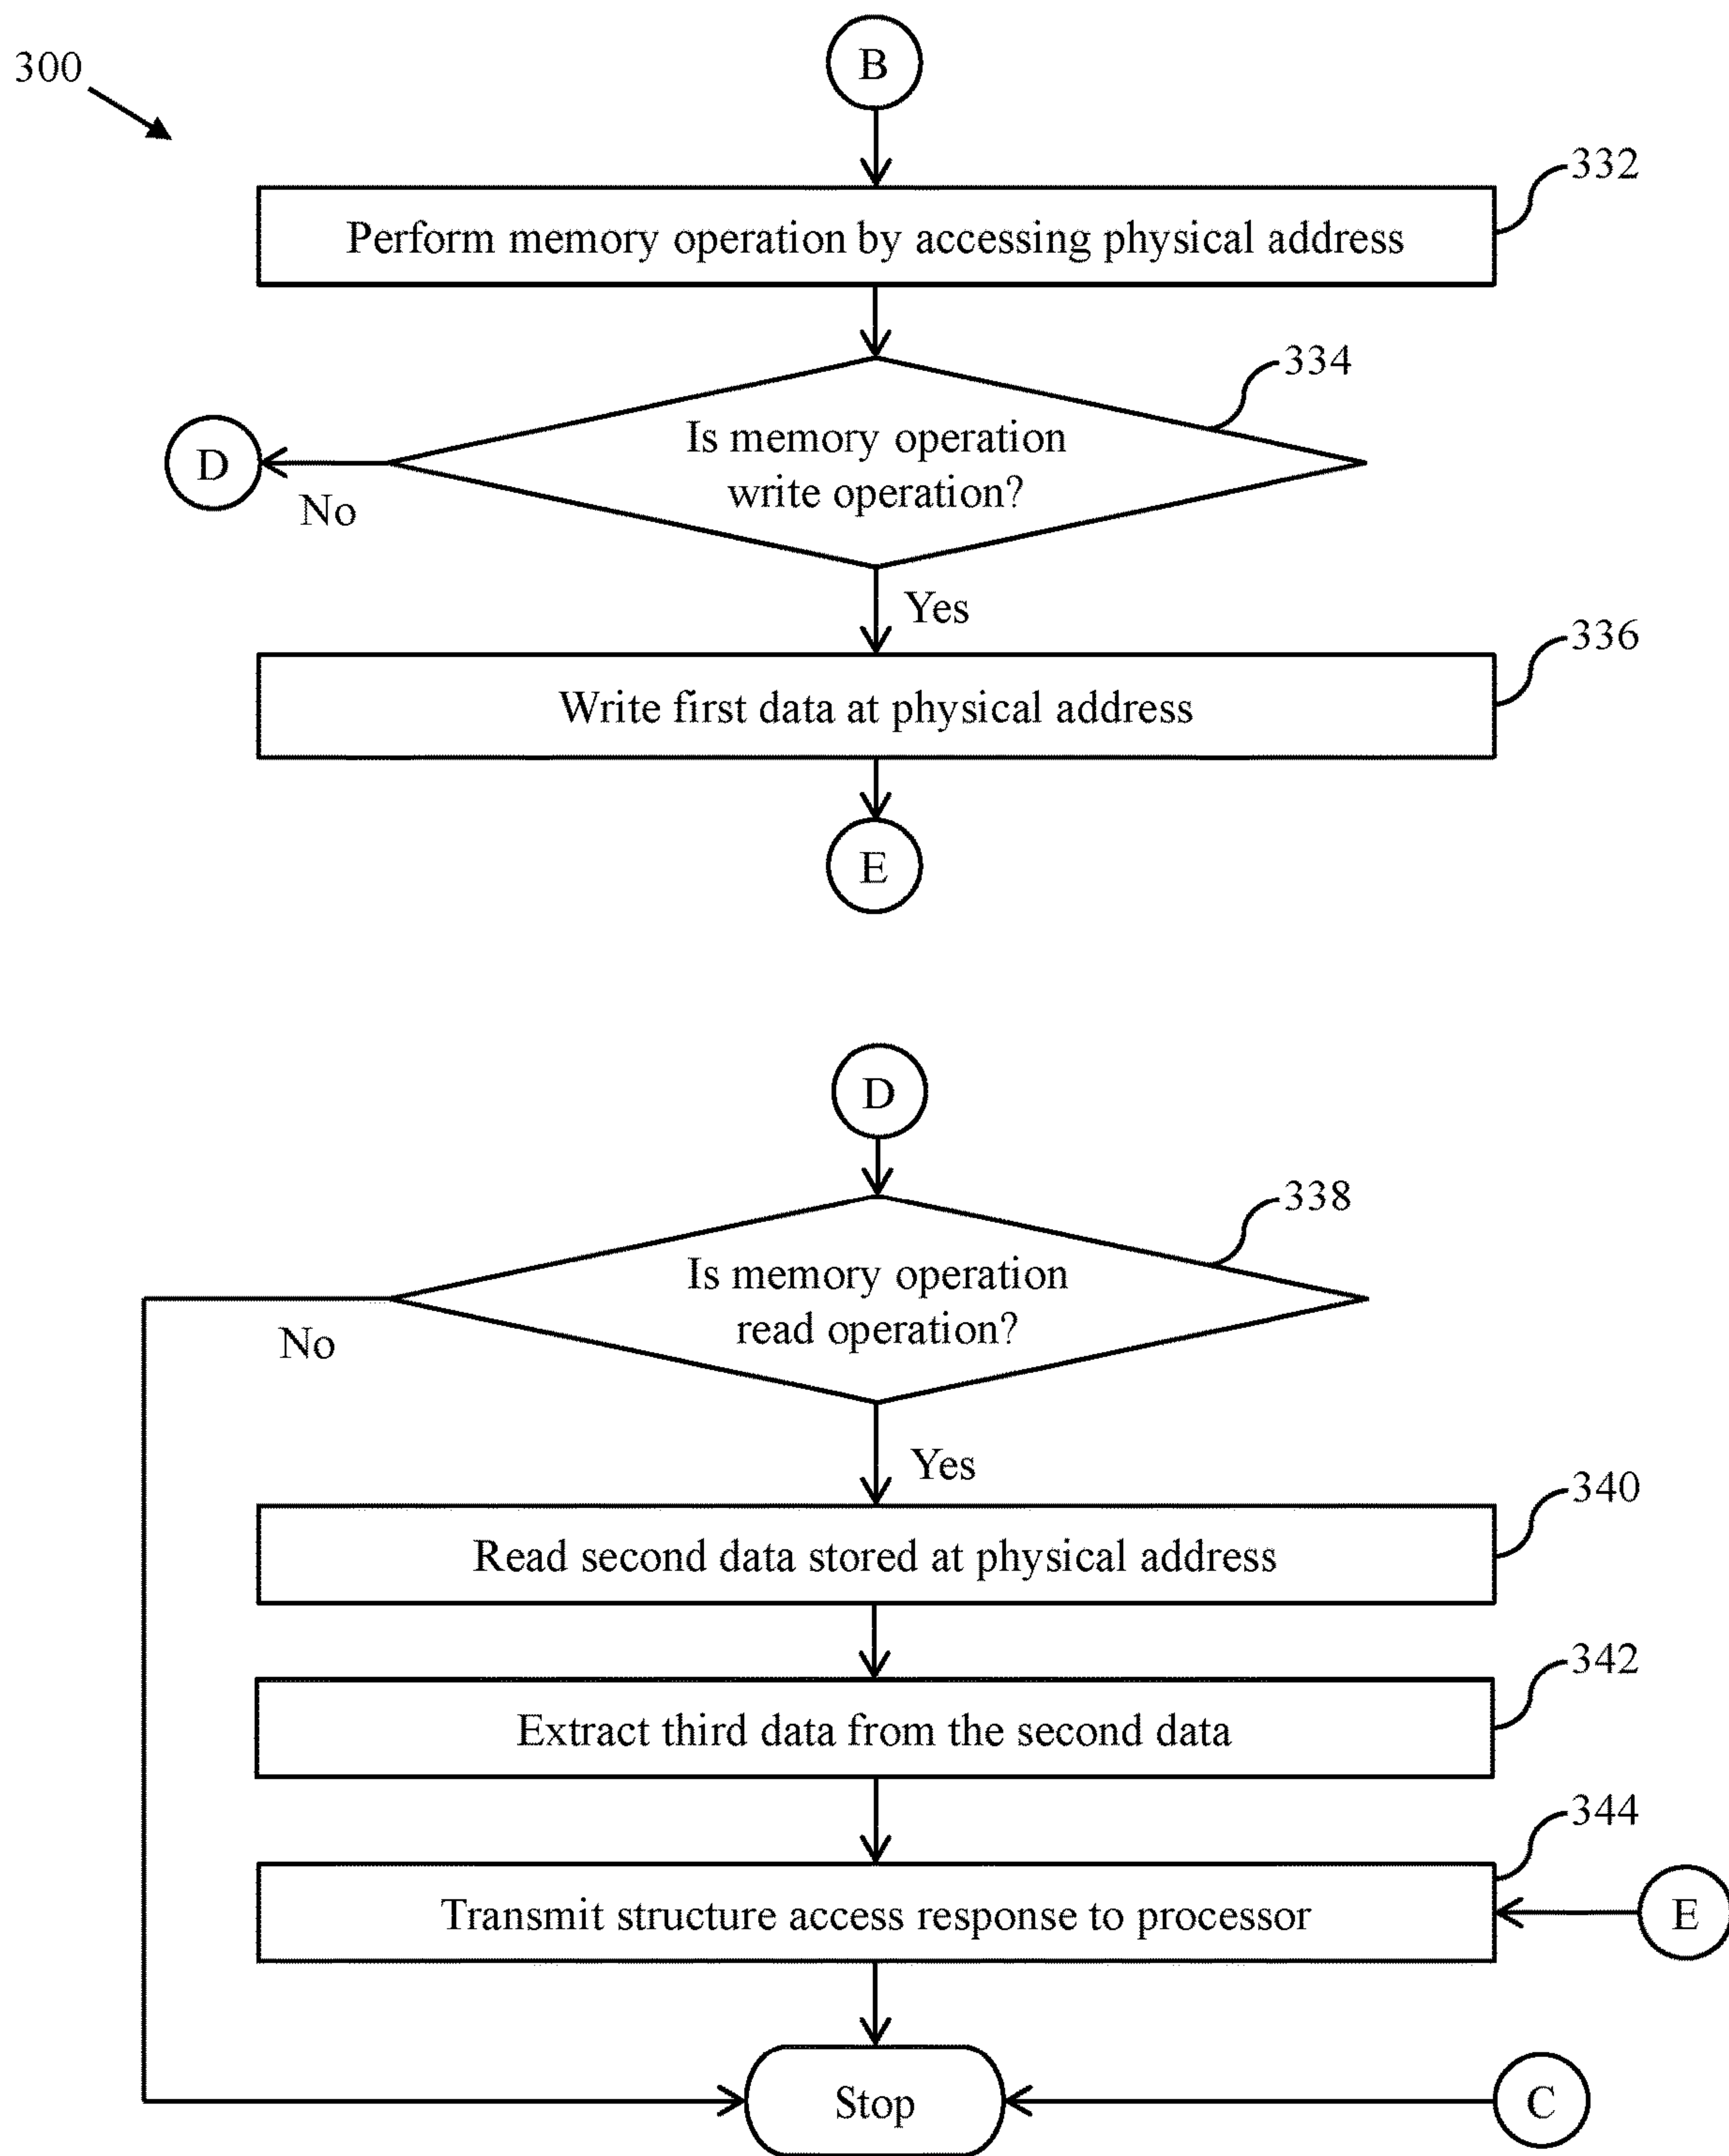 300
B
332
Perform memory operation by accessing physical address
334
Is memory operation
write operation?
D
No
Yes
336
Write first data at physical address
E
D
338
Is memory operation
read operation?
No
Yes
340
Read second data stored at physical address
342
Extract third data from the second data
344
Transmit structure access response to processor
E
Stop
C